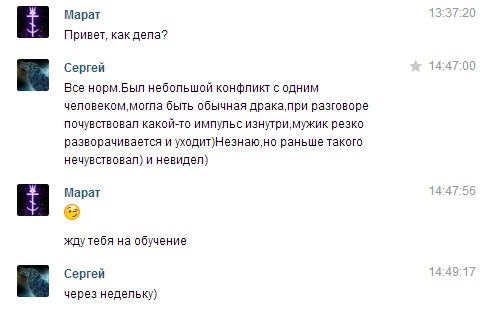 Марат 13:37:20
Привет, как дела?
Сергей 14:47:00
Все норм.Был небольшой конфликт с одним
человеком,могла быть обычная драка,при разговоре
почувствовал какой-то импульс изнутри,мужик резко
разворачивается и уходит)Незнаю,но раньше такого
нечувствовал) и невидел)
Марат 14:47:56
жду тебя на обучение
Сергей 14:49:17
через недельку)